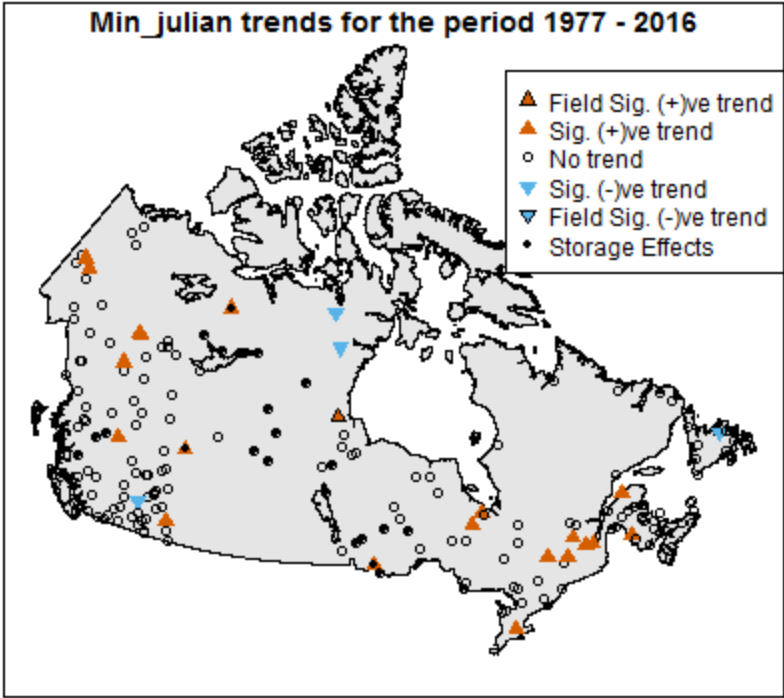 Min_julian trends for the period 1977 - 2016
Field Sig. (+)ve trend
Sig. (+)ve trend
No trend
Sig. (-)ve trend
Field Sig. (-)ve trend
Storage Effects